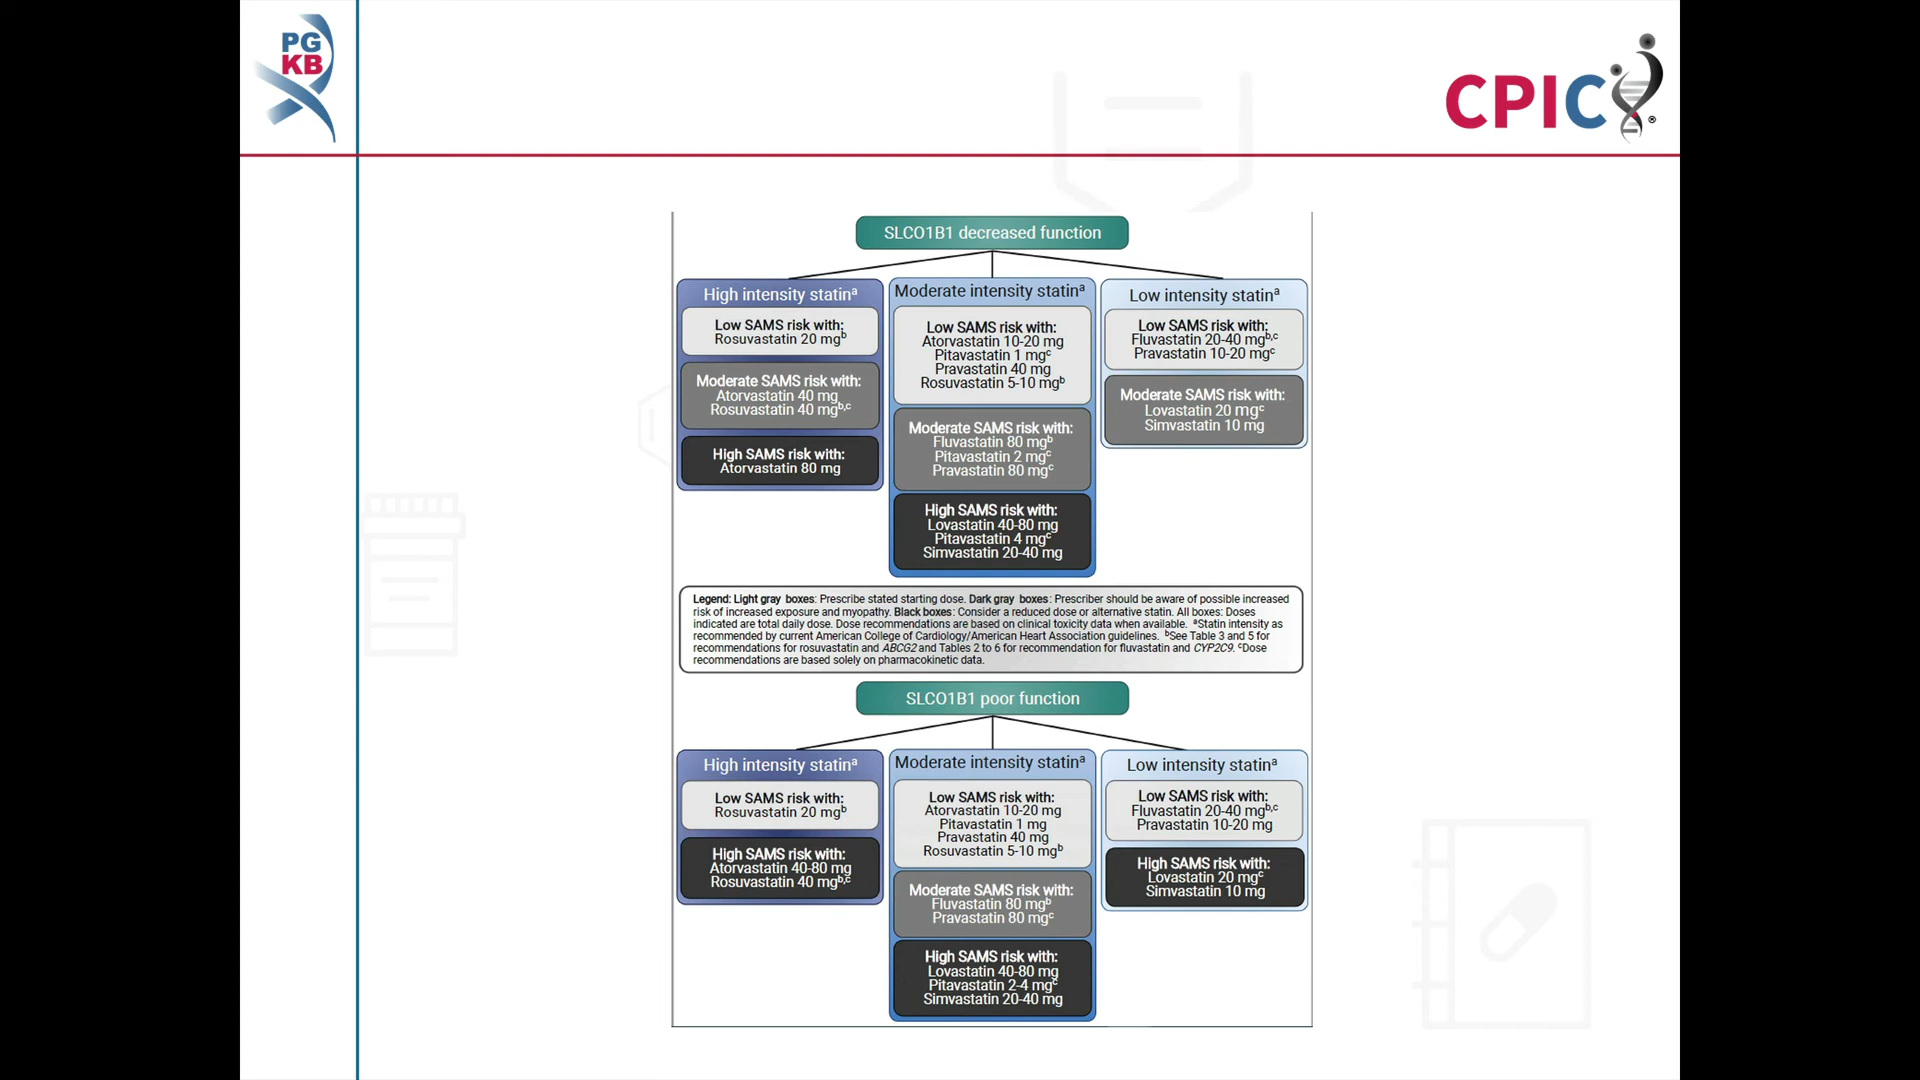 PG
KB
CPIC®
SLCO1B1 decreased function
High intensity statinᵃ
Low SAMS risk with:
Rosuvastatin 20 mgᵇ
Moderate SAMS risk with:
Atorvastatin 40 mg
Rosuvastatin 40 mgᵇ,ᶜ
High SAMS risk with:
Atorvastatin 80 mg
Moderate intensity statinᵃ
Low SAMS risk with:
Atorvastatin 10-20 mg
Pitavastatin 1 mgᶜ
Pravastatin 40 mg
Rosuvastatin 5-10 mgᵇ
Moderate SAMS risk with:
Fluvastatin 80 mgᵇ
Pitavastatin 2 mgᶜ
Pravastatin 80 mgᶜ
High SAMS risk with:
Lovastatin 40-80 mg
Pitavastatin 4 mgᶜ
Simvastatin 20-40 mg
Low intensity statinᵃ
Low SAMS risk with:
Fluvastatin 20-40 mgᵇ,ᶜ
Pravastatin 10-20 mgᶜ
Moderate SAMS risk with:
Lovastatin 20 mgᶜ
Simvastatin 10 mg
Legend: Light gray boxes: Prescribe stated starting dose. Dark gray boxes: Prescriber should be aware of possible increased
risk of increased exposure and myopathy. Black boxes: Consider a reduced dose or alternative statin. All boxes: Doses
indicated are total daily dose. Dose recommendations are based on clinical toxicity data when available. ᵃStatin intensity as
recommended by current American College of Cardiology/American Heart Association guidelines. ᵇSee Table 3 and 5 for
recommendations for rosuvastatin and ABCG2 and Tables 2 to 6 for recommendation for fluvastatin and CYP2C9. ᶜDose
recommendations are based solely on pharmacokinetic data.
SLCO1B1 poor function
High intensity statinᵃ
Low SAMS risk with:
Rosuvastatin 20 mgᵇ
High SAMS risk with:
Atorvastatin 40-80 mg
Rosuvastatin 40 mgᵇ,ᶜ
Moderate intensity statinᵃ
Low SAMS risk with:
Atorvastatin 10-20 mg
Pitavastatin 1 mg
Pravastatin 40 mg
Rosuvastatin 5-10 mgᵇ
Moderate SAMS risk with:
Fluvastatin 80 mgᵇ
Pravastatin 80 mgᶜ
High SAMS risk with:
Lovastatin 40-80 mg
Pitavastatin 2-4 mgᶜ
Simvastatin 20-40 mg
Low intensity statinᵃ
Low SAMS risk with:
Fluvastatin 20-40 mgᵇ,ᶜ
Pravastatin 10-20 mg
High SAMS risk with:
Lovastatin 20 mgᶜ
Simvastatin 10 mg